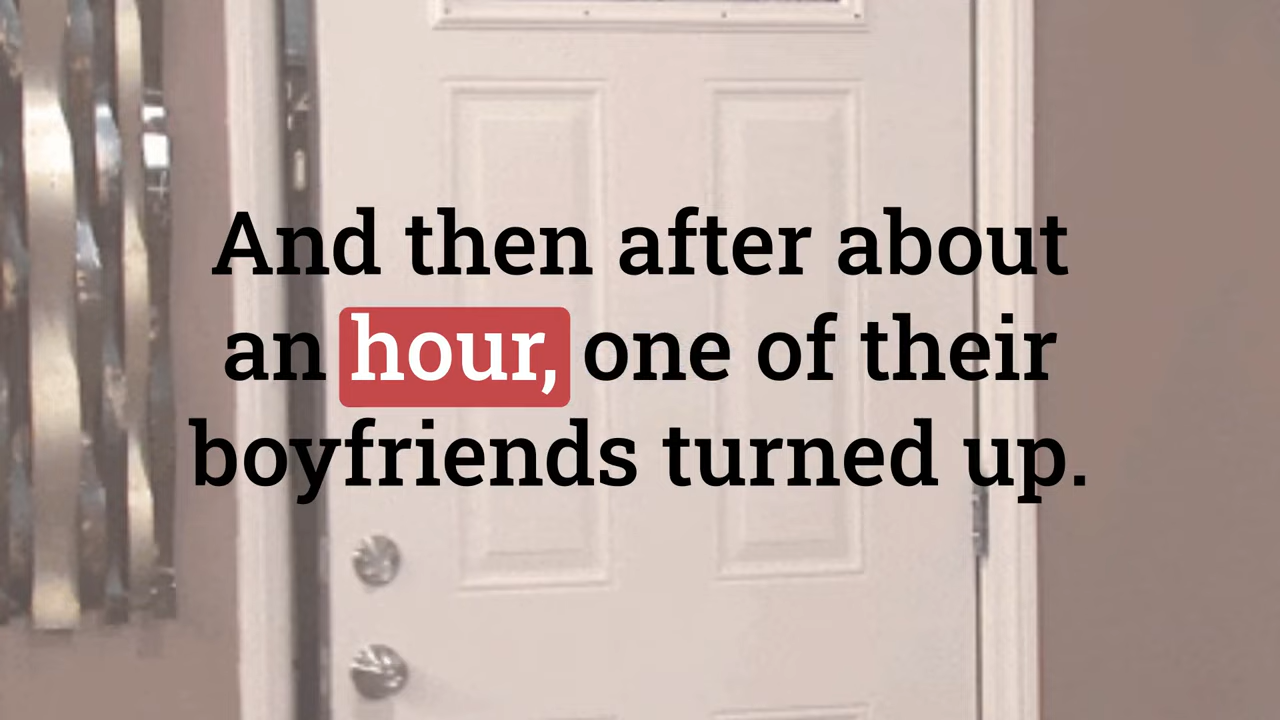 And then after about
an hour, one of their
boyfriends turned up.